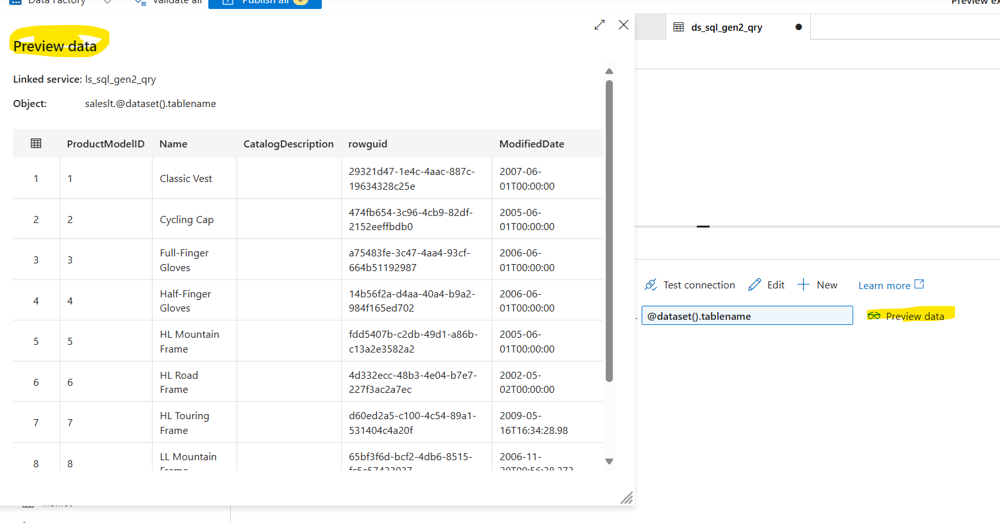 Data Factory
Validate all
Publish all 2
Preview ex
Preview data
Linked service: ls_sql_gen2_qry
Object: saleslt.@dataset().tablename
ProductModelID Name CatalogDescription rowguid ModifiedDate
1 1 Classic Vest 29321d47-1e4c-4aac-887c-19634328c25e 2007-06-01T00:00:00
2 2 Cycling Cap 474fb654-3c96-4cb9-82df-2152eeffbdb0 2005-06-01T00:00:00
3 3 Full-Finger Gloves a75483fe-3c47-4aa4-93cf-664b51192987 2006-06-01T00:00:00
4 4 Half-Finger Gloves 14b56f2a-d4aa-40a4-b9a2-984f165ed702 2006-06-01T00:00:00
5 5 HL Mountain Frame fdd5407b-c2db-49d1-a86b-c13a2e3582a2 2005-06-01T00:00:00
6 6 HL Road Frame 4d332ecc-48b3-4e04-b7e7-227f3ac2a7ec 2002-05-02T00:00:00
7 7 HL Touring Frame d60ed2a5-c100-4c54-89a1-531404c4a20f 2009-05-16T16:34:28.98
8 8 LL Mountain 65bf3f6d-bcf2-4db6-8515- 2006-11-
ds_sql_gen2_qry
Test connection Edit New Learn more
. @dataset().tablename Preview data